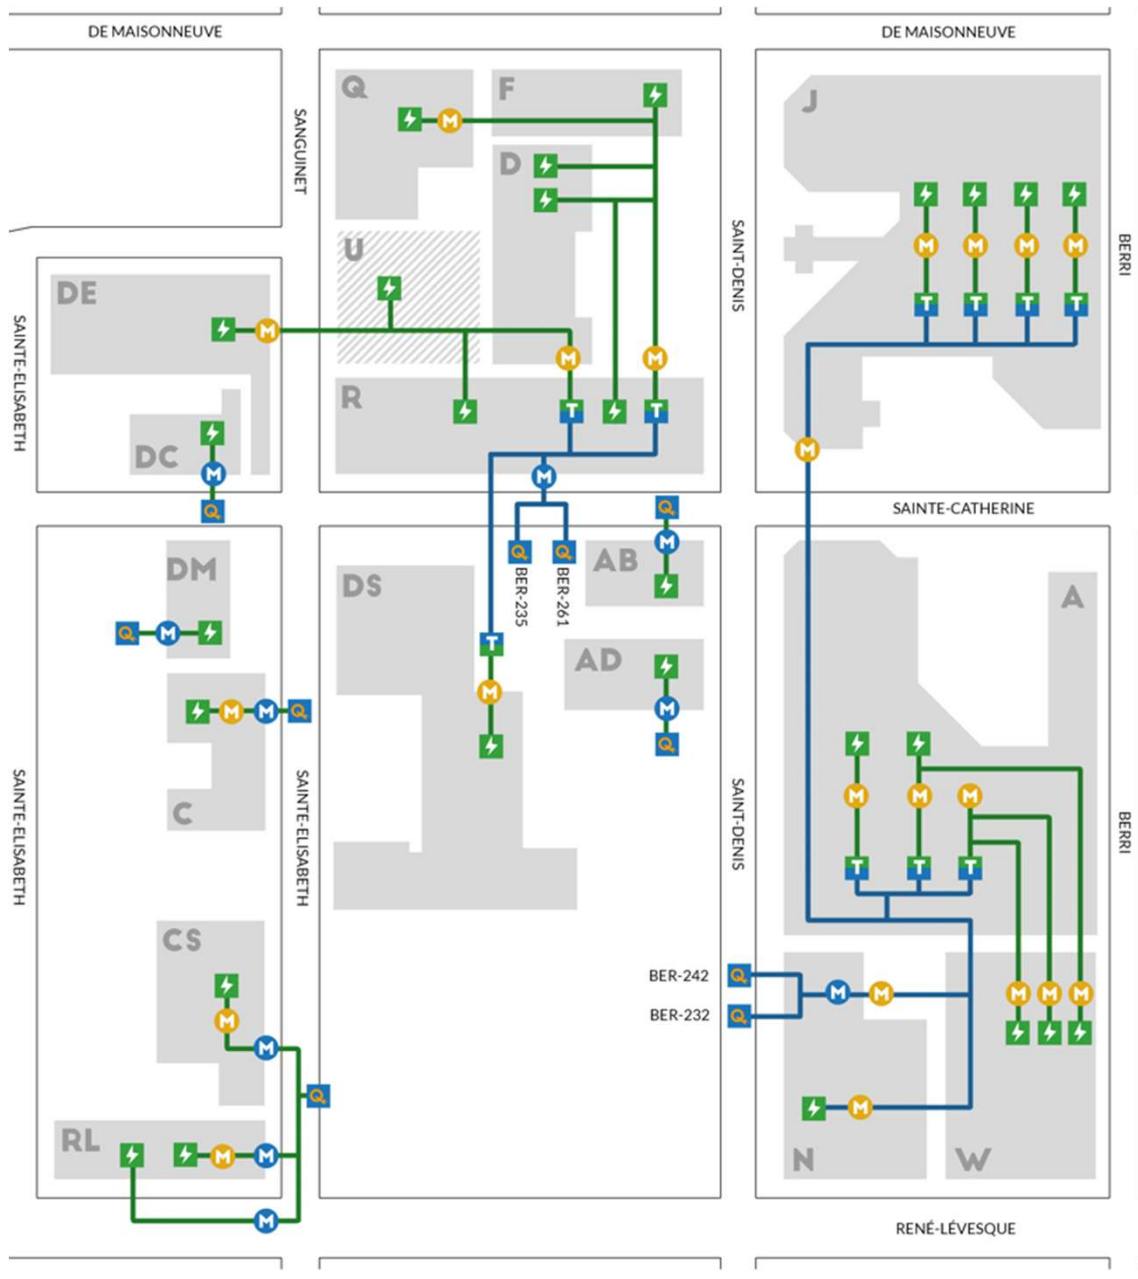 DE MAISONNEUVE
DE MAISONNEUVE
Q
F
J
M
SANGUINET
D
SAINT-DENIS
BERRI
U
M
M
M
M
DE
T
T
T
T
SAINTE-ELISABETH
M
M
M
R
T
T
DC
M
M
M
Q
Q
SAINTE-CATHERINE
DM
DS
Q
Q
AB
M
BER-235
BER-261
A
Q
M
T
AD
M
M
C
M
M
Q
Q
SAINTE-ELISABETH
SAINTE-ELISABETH
SAINT-DENIS
BERRI
M
M
M
T
T
T
CS
BER-242
Q
M
M
M
M
M
BER-232
Q
M
M
Q
M
RL
M
M
N
W
M
RENÉ-LÉVESQUE